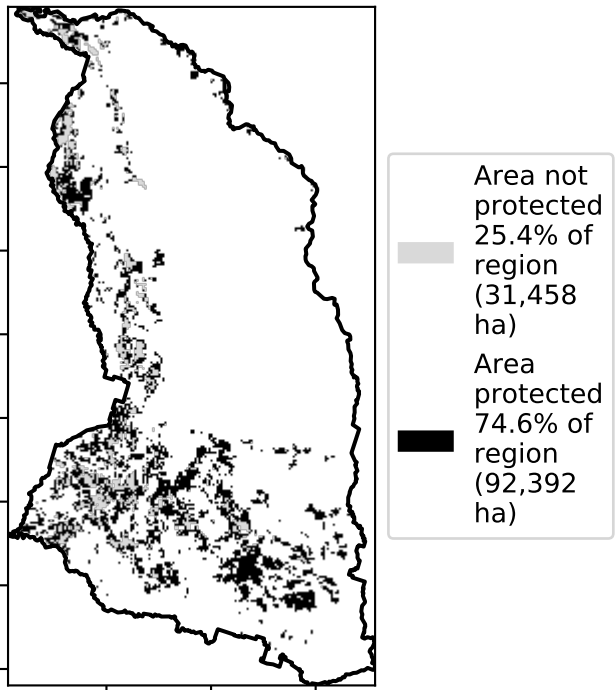 Area not
protected
25.4% of
region
(31,458
ha)
Area
protected
74.6% of
region
(92,392
ha)